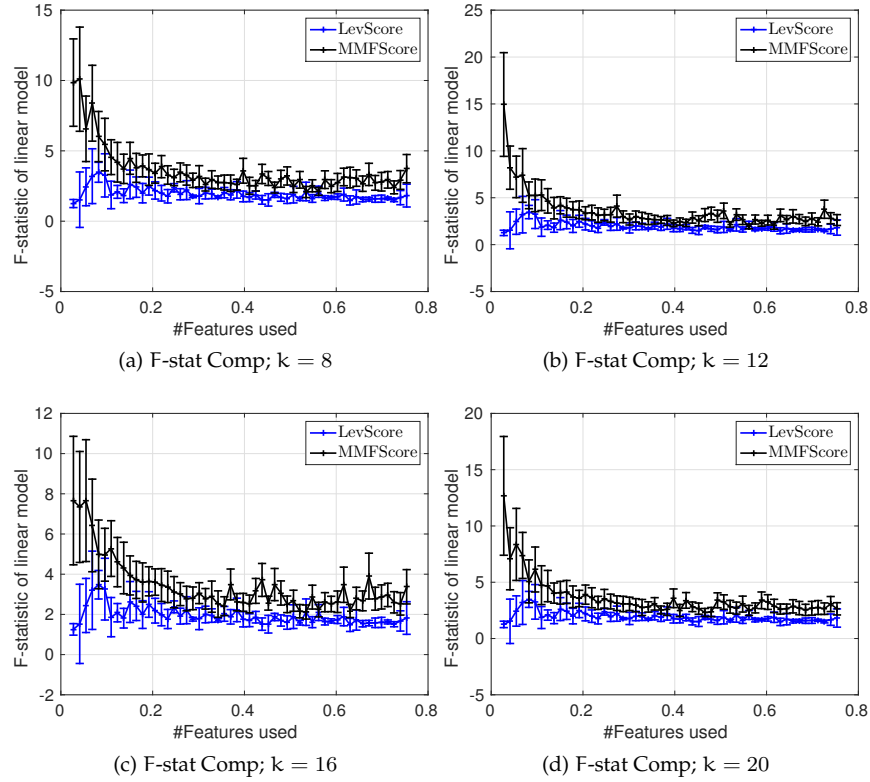 15
10
5
0
-5
F-statistic of linear model
LevScore
MMFScore
0 0.2 0.4 0.6 0.8
#Features used
(a) F-stat Comp; k = 8
25
20
15
10
5
0
-5
F-statistic of linear model
LevScore
MMFScore
0 0.2 0.4 0.6 0.8
#Features used
(b) F-stat Comp; k = 12
12
10
8
6
4
2
0
-2
F-statistic of linear model
LevScore
MMFScore
0 0.2 0.4 0.6 0.8
#Features used
(c) F-stat Comp; k = 16
20
15
10
5
0
-5
F-statistic of linear model
LevScore
MMFScore
0 0.2 0.4 0.6 0.8
#Features used
(d) F-stat Comp; k = 20